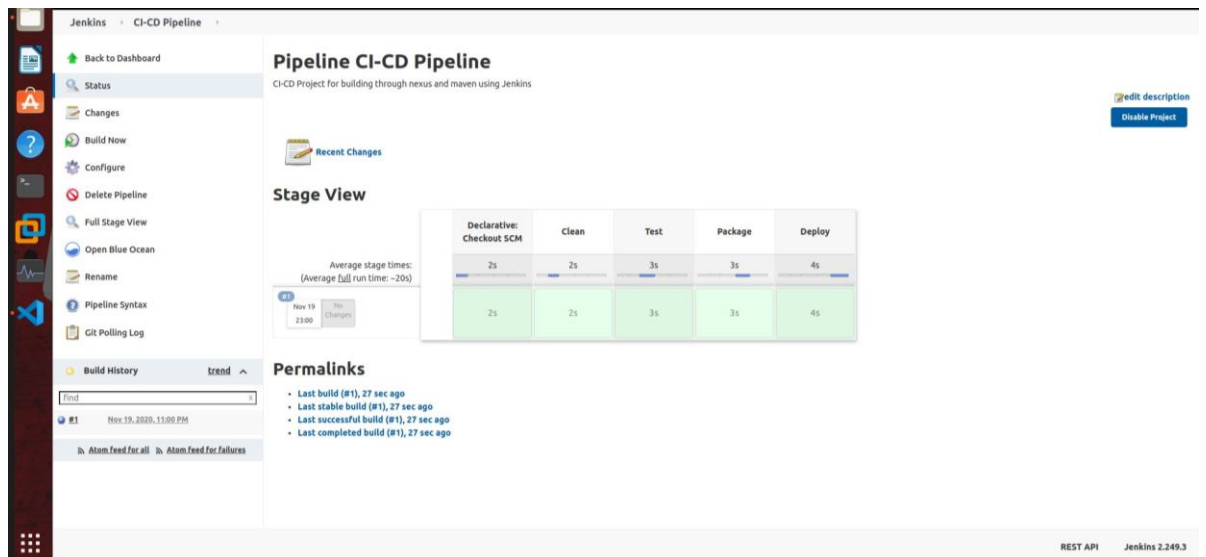 Jenkins
CI-CD Pipeline
Back to Dashboard
Status
Changes
Build Now
Configure
Delete Pipeline
Full Stage View
Open Blue Ocean
Rename
Pipeline Syntax
Git Polling Log
Build History trend
find x
#1 Nov 19, 2020, 11:00 PM
Atom feed for all Atom feed for failures
Pipeline CI-CD Pipeline
CI-CD Project for building through nexus and maven using Jenkins
edit description
Disable Project
Recent Changes
Stage View
Declarative:
Checkout SCM
Clean
Test
Package
Deploy
Average stage times:
(Average full run time: ~20s)
2s 2s 3s 3s 4s
#1
Nov 19
23:00
No
Changes
2s 2s 3s 3s 4s
Permalinks
Last build (#1), 27 sec ago
Last stable build (#1), 27 sec ago
Last successful build (#1), 27 sec ago
Last completed build (#1), 27 sec ago
REST API Jenkins 2.249.3